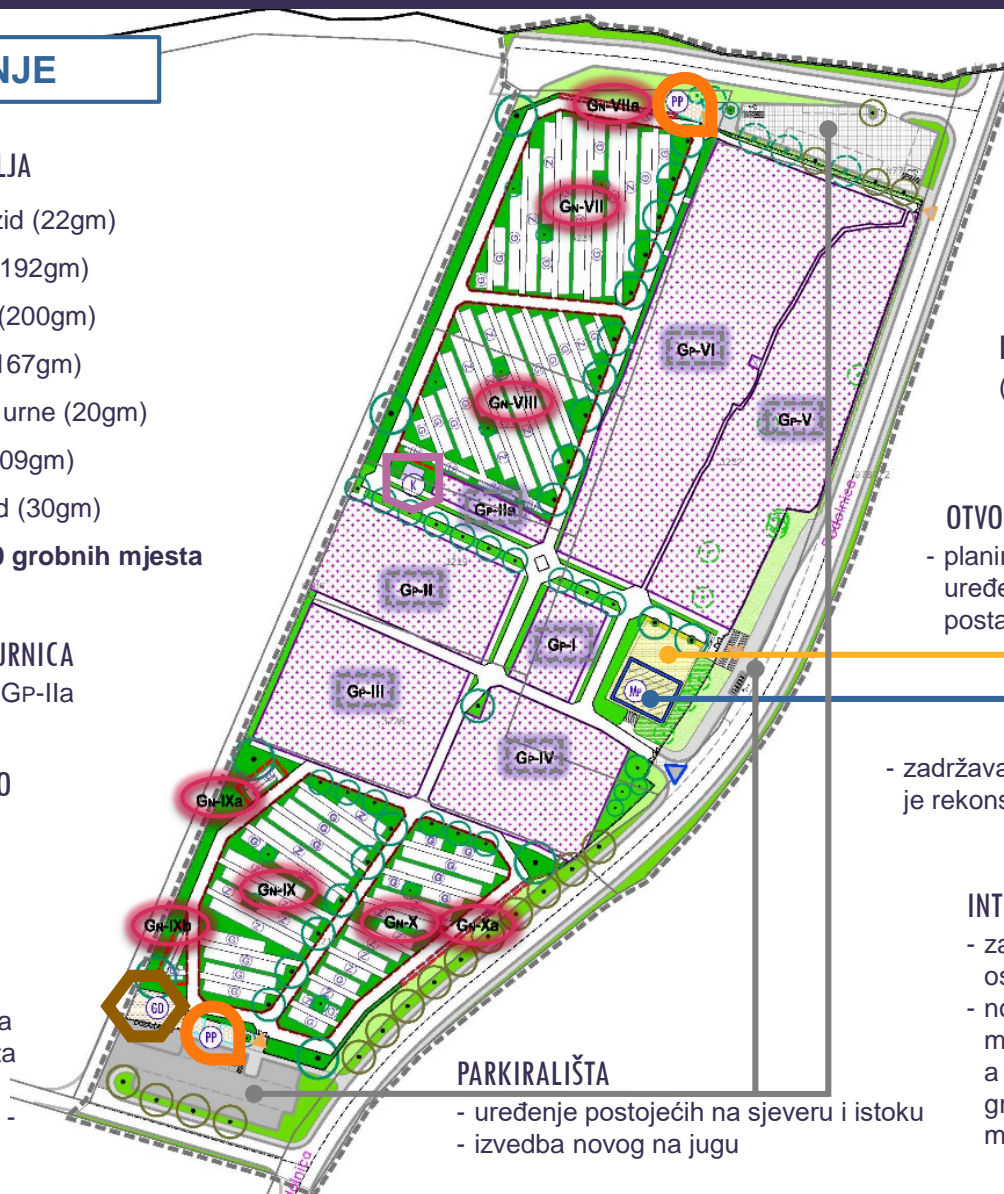 NJE
LJA
zid (22gm)
192gm)
(200gm)
167gm)
urne (20gm)
09gm)
d (30gm)
0 grobnih mjesta
URNICA
GP-IIa
O
a
ta
-
GN-VIIa
PP
GN-VII
GN-VIII
K
GP-IIa
GP-VI
GP-V
GP-II
GP-I
GP-III
GP-IV
MP
GN-IXa
GN-IX
GN-IXb
GN-X
GN-Xa
GD
PP
PARKIRALIŠTA
- uređenje postojećih na sjeveru i istoku
- izvedba novog na jugu
(
OTVO
- planir
uređe
posta
- zadržava
je rekons
INT
- za
os
- no
m
a
gr
m